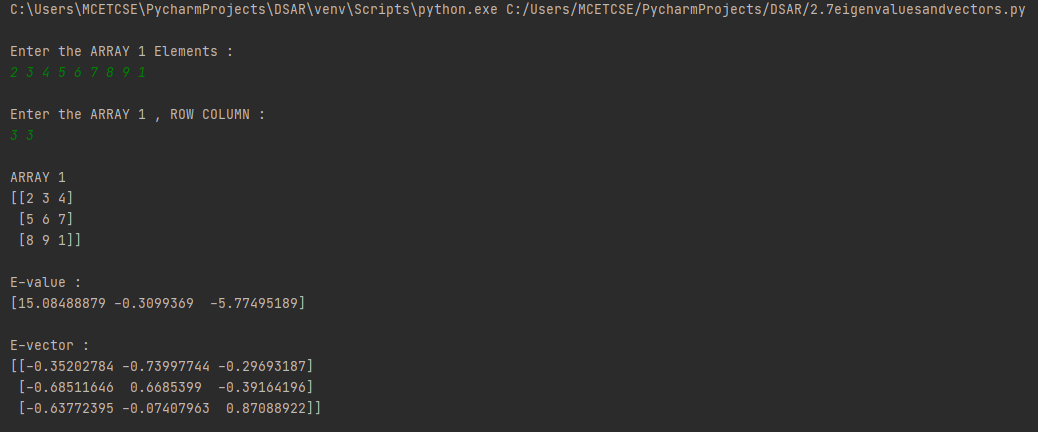 C:\Users\MCETCSE\PycharmProjects\DSAR\venv\Scripts\python.exe C:/Users/MCETCSE/PycharmProjects/DSAR/2.7eigenvaluesandvectors.py
Enter the ARRAY 1 Elements :
2 3 4 5 6 7 8 9 1
Enter the ARRAY 1 , ROW COLUMN :
3 3
ARRAY 1
[[2 3 4]
 [5 6 7]
 [8 9 1]]
E-value :
[15.08488879 -0.3099369  -5.77495189]
E-vector :
[[-0.35202784 -0.73997744 -0.29693187]
 [-0.68511646  0.6685399  -0.39164196]
 [-0.63772395 -0.07407963  0.87088922]]